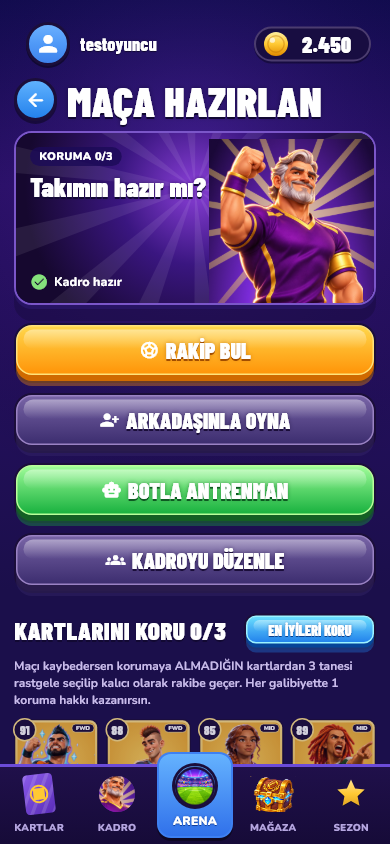 testoyuncu
2.450
MAÇA HAZIRLAN
KORUMA 0/3
Takımın hazır mı?
Kadro hazır
RAKİP BUL
ARKADAŞINLA OYNA
BOTLA ANTRENMAN
KADROYU DÜZENLE
KARTLARINI KORU 0/3
EN İYİLERİ KORU
Maçı kaybedersen korumaya ALMADIĞIN kartlardan 3 tanesi
rastgele seçilip kalıcı olarak rakibe geçer. Her galibiyette 1
koruma hakkı kazanırsın.
91 FWD 88 FWD 85 MID 89 MID
KARTLAR KADRO ARENA MAĞAZA SEZON